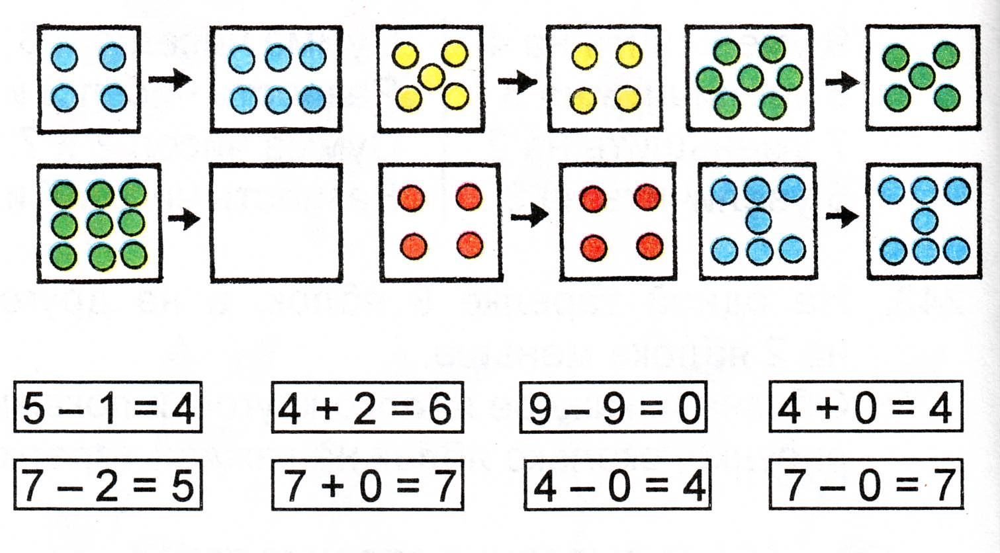 5 – 1 = 4 4 + 2 = 6 9 – 9 = 0 4 + 0 = 4
7 – 2 = 5 7 + 0 = 7 4 – 0 = 4 7 – 0 = 7